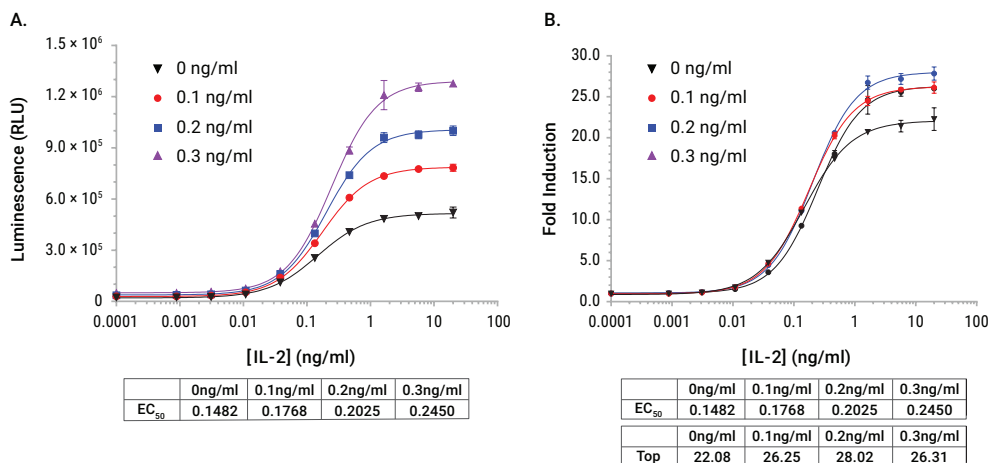 A.
Luminescence (RLU)
1.5 × 10⁶
1.2 × 10⁶
9.0 × 10⁵
6.0 × 10⁵
3.0 × 10⁵
0
0 ng/ml
0.1 ng/ml
0.2 ng/ml
0.3 ng/ml
0.0001 0.001 0.01 0.1 1 10 100
[IL-2] (ng/ml)
0ng/ml 0.1ng/ml 0.2ng/ml 0.3ng/ml
EC₅₀ 0.1482 0.1768 0.2025 0.2450
B.
Fold Induction
30.0
25.0
20.0
15.0
10.0
5.0
0.0
0 ng/ml
0.1 ng/ml
0.2 ng/ml
0.3 ng/ml
0.0001 0.001 0.01 0.1 1 10 100
[IL-2] (ng/ml)
0ng/ml 0.1ng/ml 0.2ng/ml 0.3ng/ml
EC₅₀ 0.1482 0.1768 0.2025 0.2450
0ng/ml 0.1ng/ml 0.2ng/ml 0.3ng/ml
Top 22.08 26.25 28.02 26.31